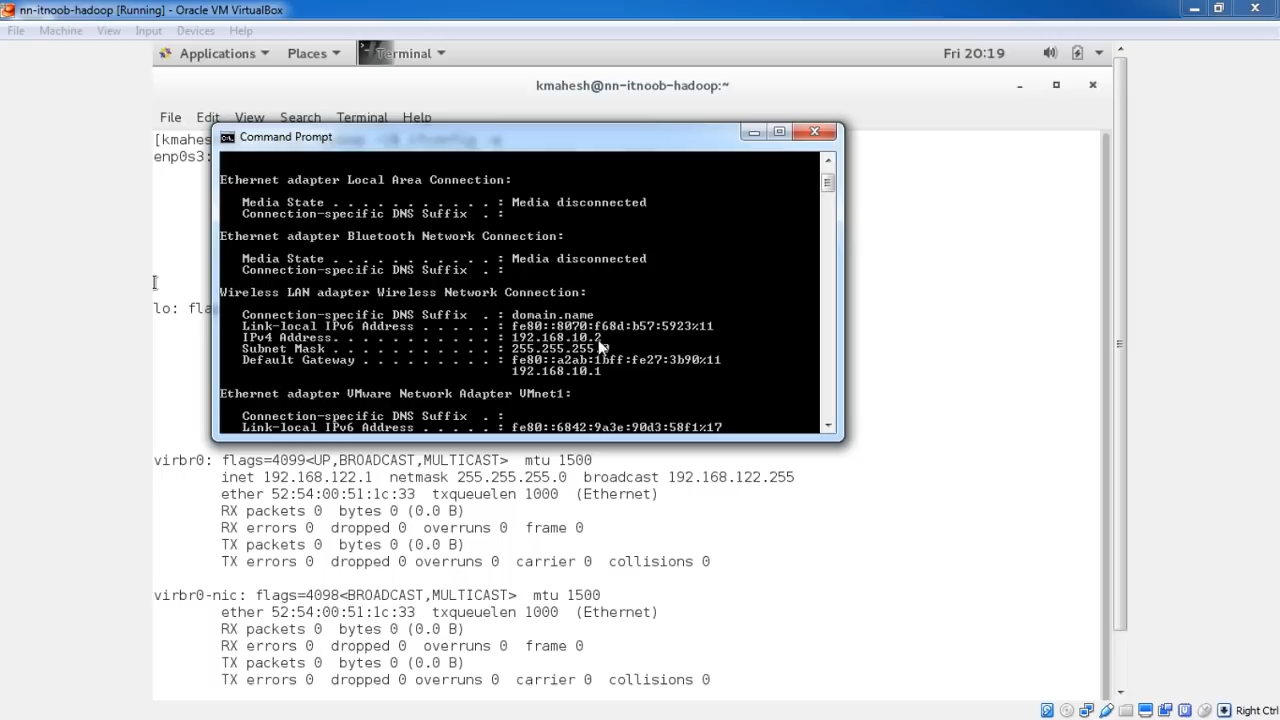 nn-itnoob-hadoop [Running] - Oracle VM VirtualBox
File Machine View Input Devices Help
Applications Places Terminal Fri 20:19
kmahesh@nn-itnoob-hadoop:~
File Edit View Search Terminal Help
[kmahesh
enp0s3:
Command Prompt
Ethernet adapter Local Area Connection:
Media State . . . . . . . . . . . : Media disconnected
Connection-specific DNS Suffix . :
Ethernet adapter Bluetooth Network Connection:
Media State . . . . . . . . . . . : Media disconnected
Connection-specific DNS Suffix . :
Wireless LAN adapter Wireless Network Connection:
Connection-specific DNS Suffix . : domain.name
Link-local IPv6 Address . . . . . : fe80::8070:f68d:b57:5923%11
IPv4 Address. . . . . . . . . . . : 192.168.10.2
Subnet Mask . . . . . . . . . . . : 255.255.255.
Default Gateway . . . . . . . . . : fe80::a2ab:1bff:fe27:3b90%11
192.168.10.1
Ethernet adapter VMware Network Adapter VMnet1:
Connection-specific DNS Suffix . :
Link-local IPv6 Address . . . . . : fe80::6842:9a3e:90d3:58f1%17
lo: fla
virbr0: flags=4099<UP,BROADCAST,MULTICAST> mtu 1500
inet 192.168.122.1 netmask 255.255.255.0 broadcast 192.168.122.255
ether 52:54:00:51:1c:33 txqueuelen 1000 (Ethernet)
RX packets 0 bytes 0 (0.0 B)
RX errors 0 dropped 0 overruns 0 frame 0
TX packets 0 bytes 0 (0.0 B)
TX errors 0 dropped 0 overruns 0 carrier 0 collisions 0
virbr0-nic: flags=4098<BROADCAST,MULTICAST> mtu 1500
ether 52:54:00:51:1c:33 txqueuelen 1000 (Ethernet)
RX packets 0 bytes 0 (0.0 B)
RX errors 0 dropped 0 overruns 0 frame 0
TX packets 0 bytes 0 (0.0 B)
TX errors 0 dropped 0 overruns 0 carrier 0 collisions 0
Right Ctrl